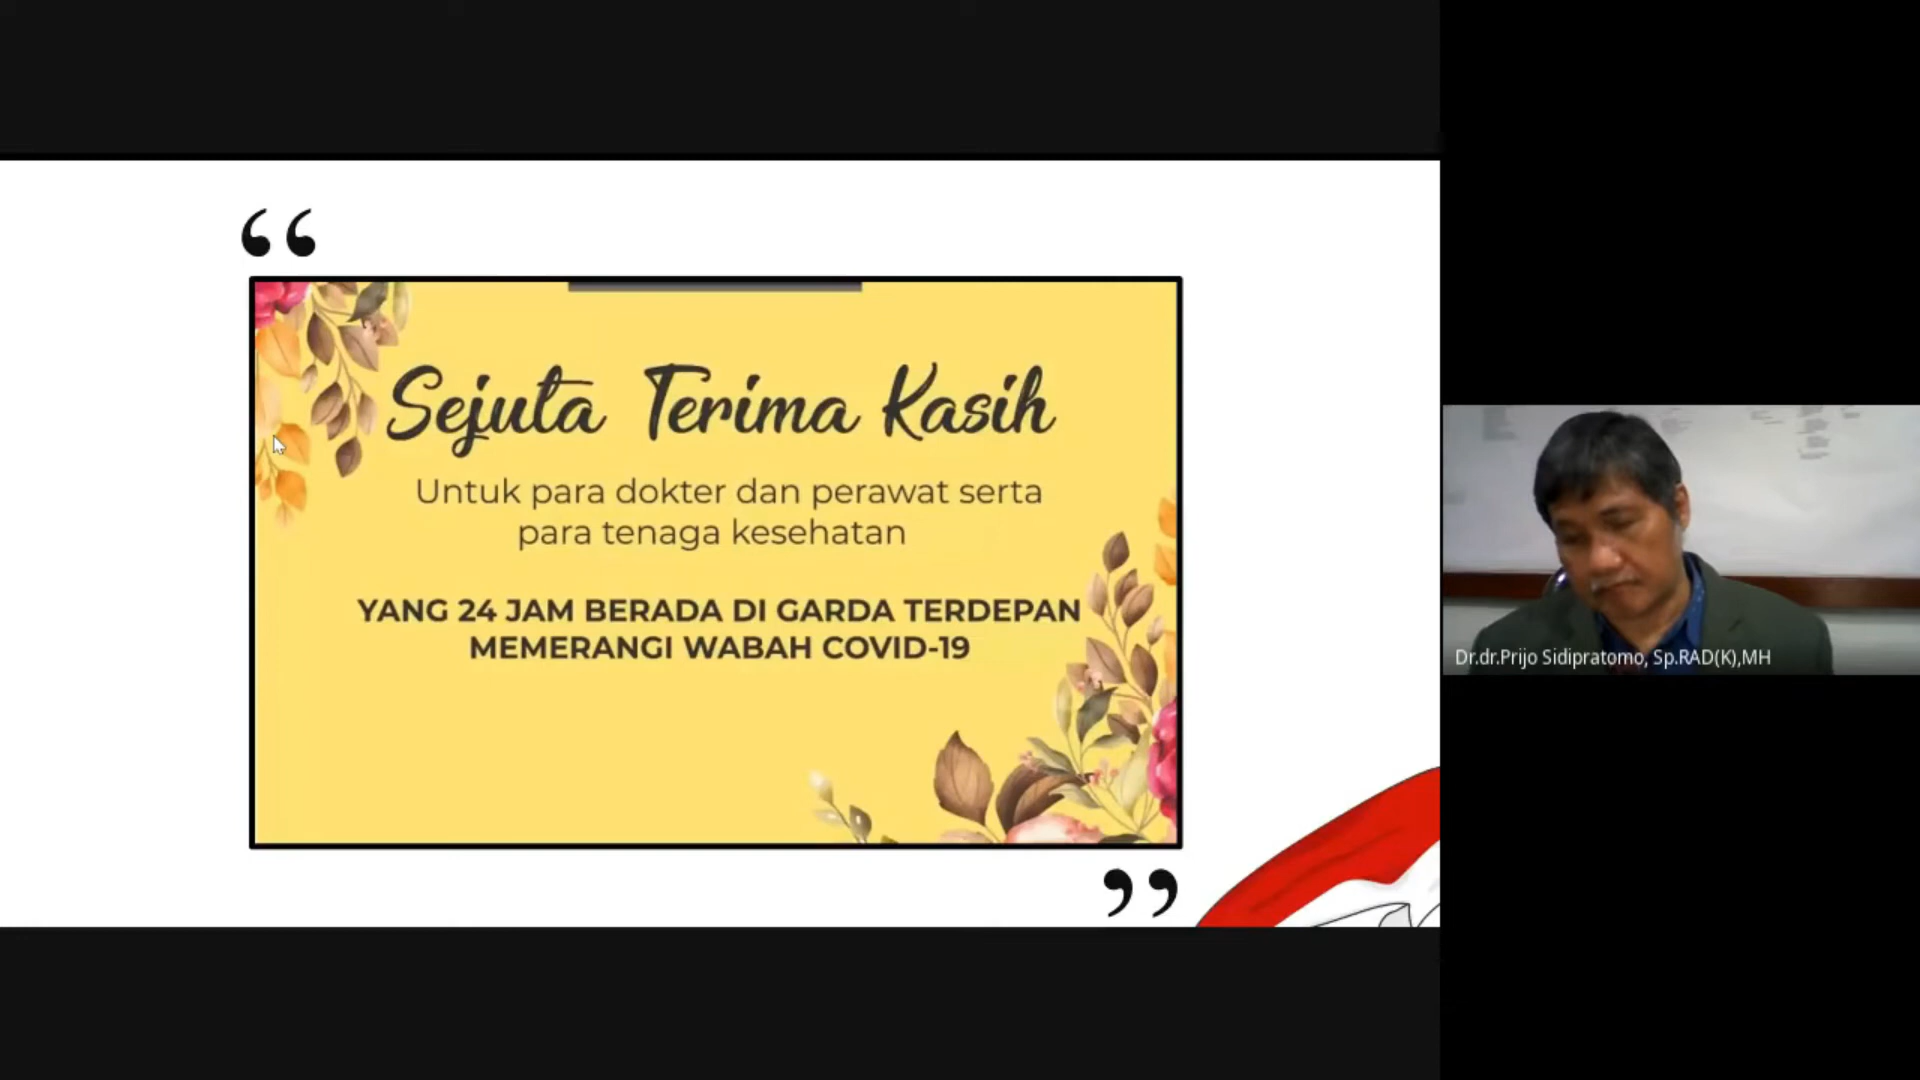 Sejuta Terima Kasih
Untuk para dokter dan perawat serta
para tenaga kesehatan
YANG 24 JAM BERADA DI GARDA TERDEPAN
MEMERANGI WABAH COVID-19
Dr.dr.Prijo Sidipratomo, Sp.RAD(K),MH